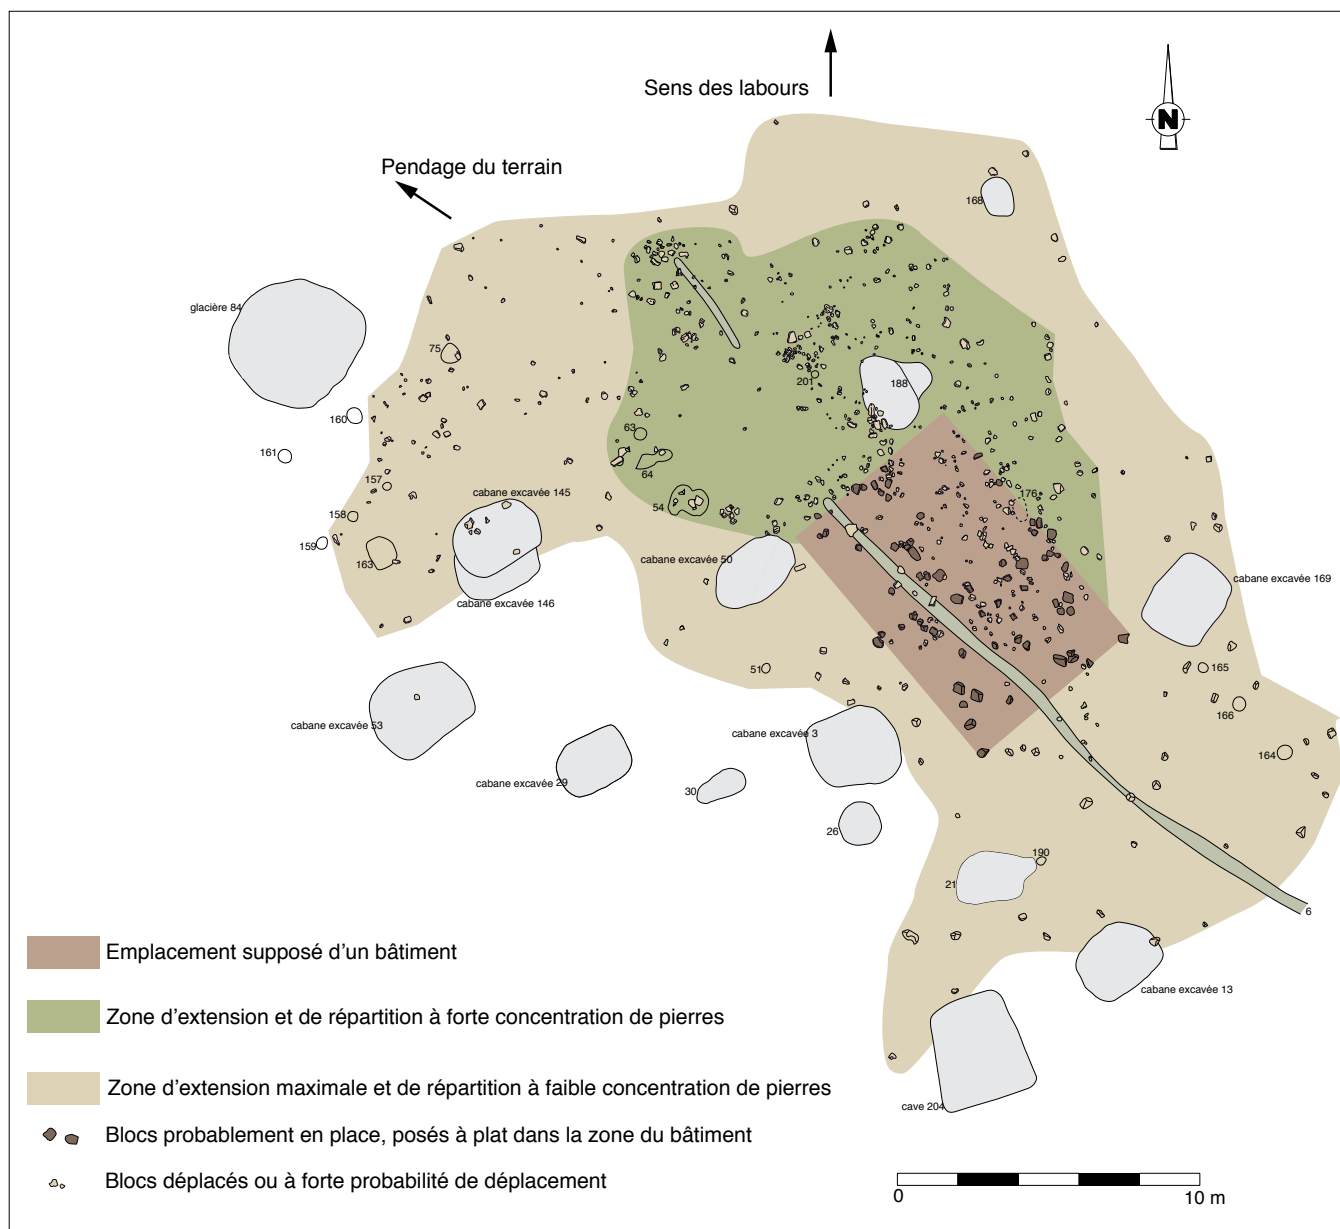 Sens des labours
N
Pendage du terrain
168
glacière 84
75
201
188
160
63
161
64
157
cabane excavée 145
176
54
158
159
163
cabane excavée 50
cabane excavée 169
cabane excavée 146
51
165
166
cabane excavée 53
cabane excavée 3
164
cabane excavée 29
30
26
190
21
6
Emplacement supposé d'un bâtiment
cabane excavée 13
Zone d'extension et de répartition à forte concentration de pierres
Zone d'extension maximale et de répartition à faible concentration de pierres
cave 204
Blocs probablement en place, posés à plat dans la zone du bâtiment
Blocs déplacés ou à forte probabilité de déplacement
0 10 m